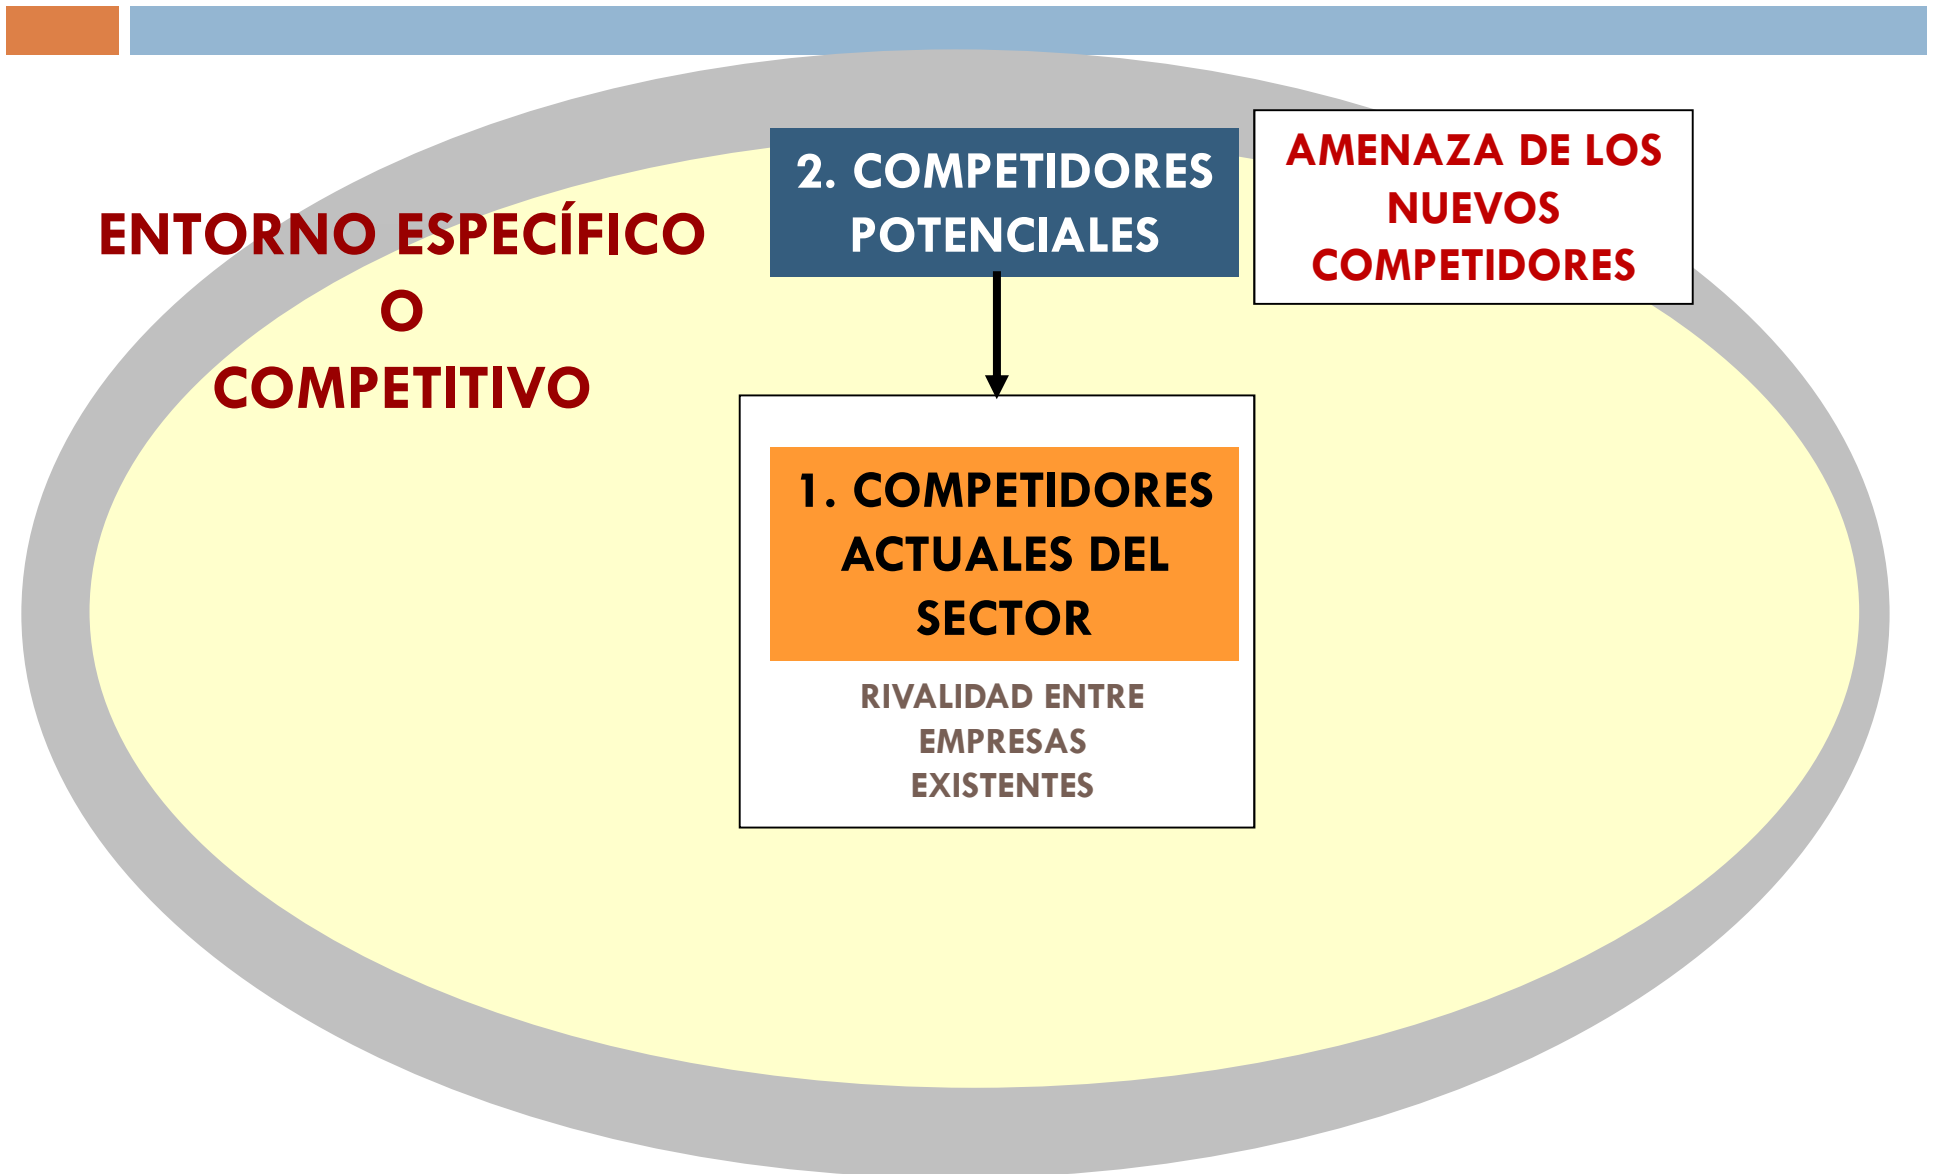 ENTORNO ESPECÍFICO
O
COMPETITIVO
2. COMPETIDORES
POTENCIALES
AMENAZA DE LOS
NUEVOS
COMPETIDORES
1. COMPETIDORES
ACTUALES DEL
SECTOR
RIVALIDAD ENTRE
EMPRESAS
EXISTENTES